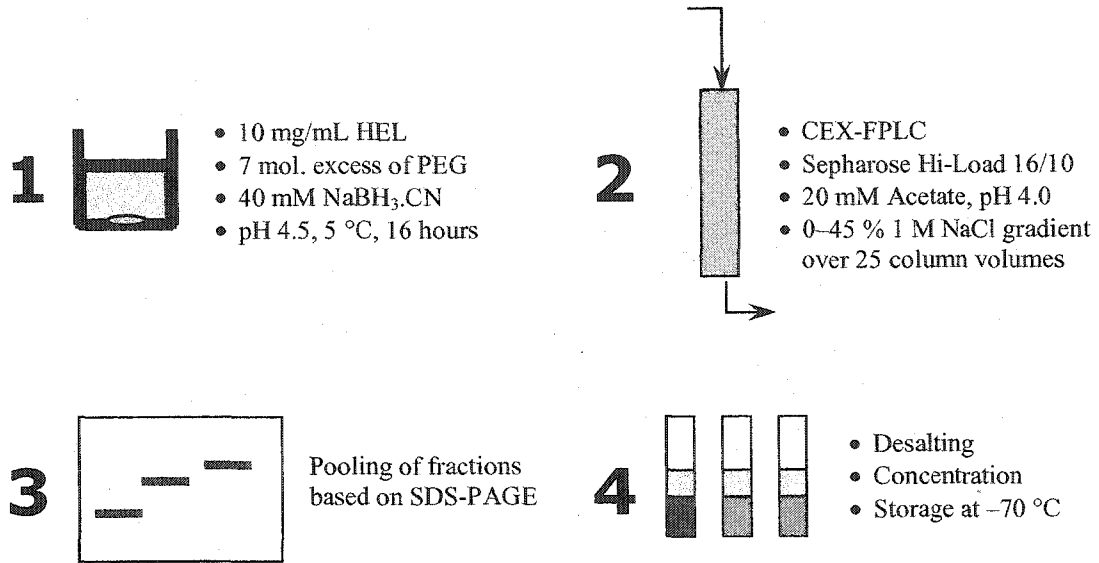 1
• 10 mg/mL HEL
• 7 mol. excess of PEG
• 40 mM NaBH₃.CN
• pH 4.5, 5 °C, 16 hours
2
• CEX-FPLC
• Sepharose Hi-Load 16/10
• 20 mM Acetate, pH 4.0
• 0–45 % 1 M NaCl gradient
over 25 column volumes
3
Pooling of fractions
based on SDS-PAGE
4
• Desalting
• Concentration
• Storage at –70 °C